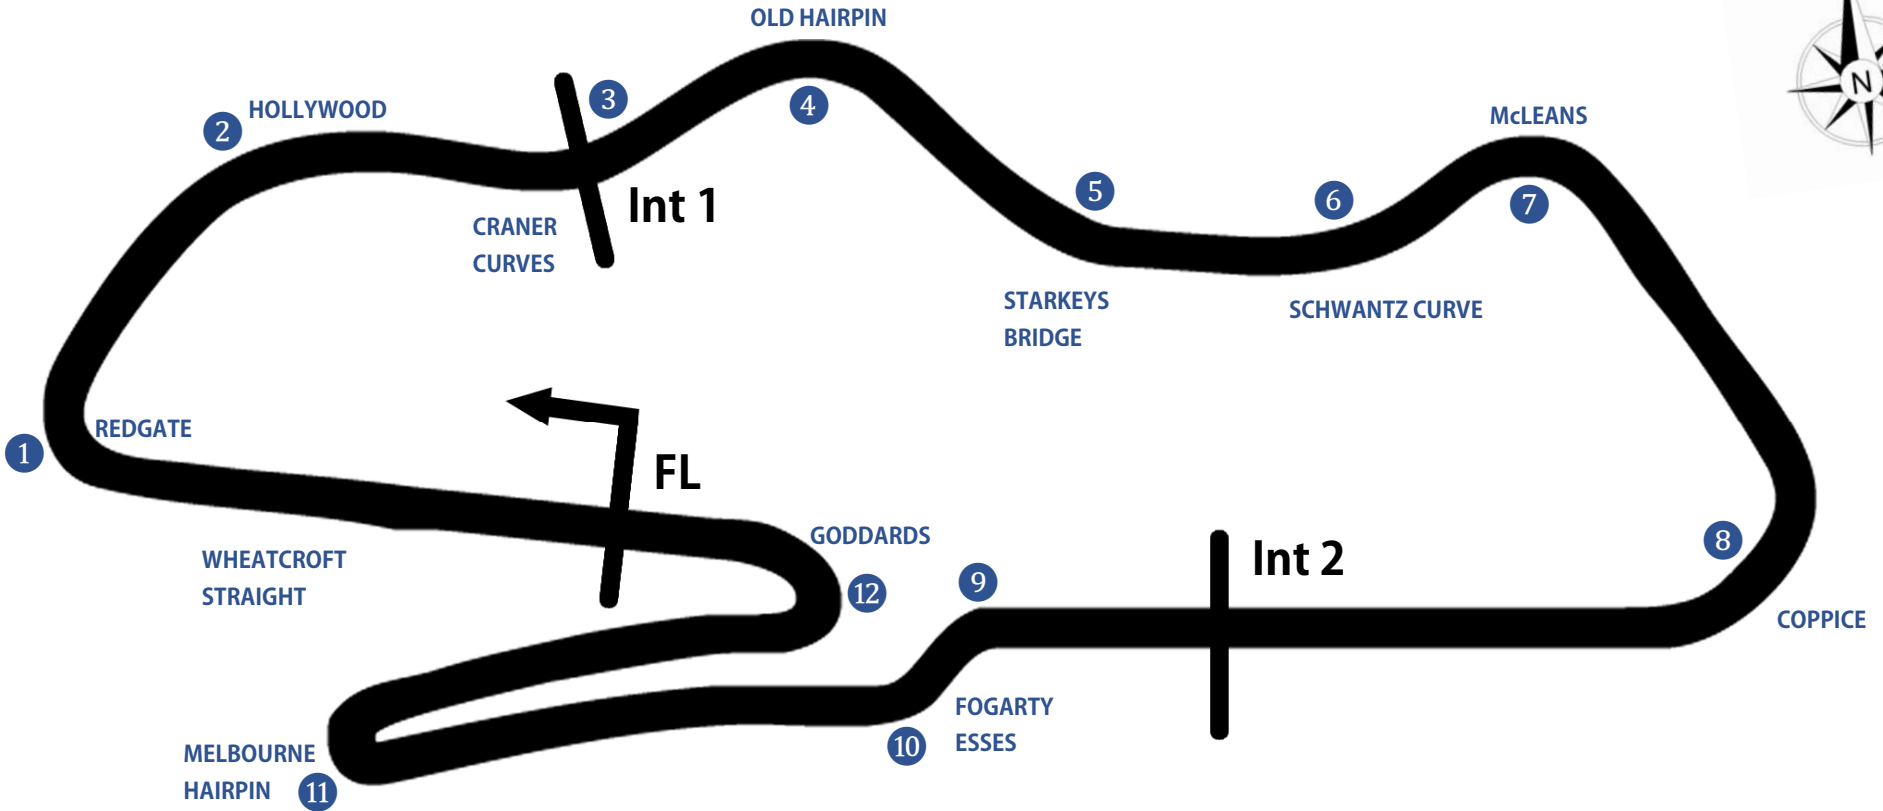 OLD HAIRPIN
N
3
HOLLYWOOD
4
2
McLEANS
5
6
7
Int 1
CRANER
CURVES
STARKEYS
BRIDGE
SCHWANTZ CURVE
REDGATE
1
FL
GODDARDS
8
WHEATCROFT
STRAIGHT
12
9
Int 2
COPPICE
FOGARTY
ESSES
10
MELBOURNE
HAIRPIN
11